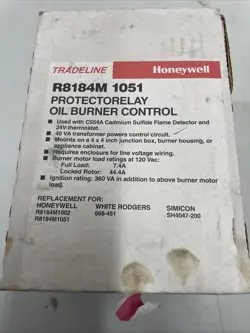 TRADELINE Honeywell
R8184M 1051
PROTECTORELAY
OIL BURNER CONTROL
• Used with C554A Cadmium Sulfide Flame Detector and
24V thermostat.
• 40 VA transformer powers control circuit.
• Mounts on a 4 x 4 inch junction box, burner housing, or
appliance cabinet.
• Requires enclosure for line voltage wiring.
• Burner motor load ratings at 120 Vac:
Full Load: 7.4A
Locked Rotor: 44.4A
• Ignition rating: 360 VA in addition to above burner motor
load.
REPLACEMENT FOR:
HONEYWELL WHITE RODGERS SIMICON
R8184M1002 668-461 SH4047-200
R8184M1051